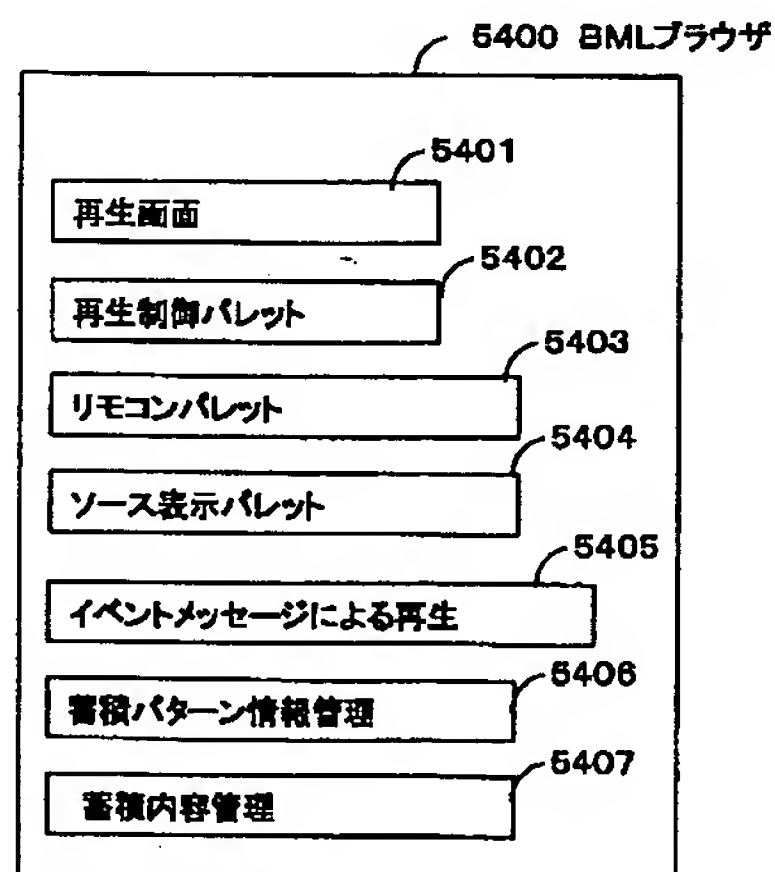 5400 BMLブラウザ
5401
再生画面
5402
再生制御パレット
5403
リモコンパレット
5404
ソース表示パレット
5405
イベントメッセージによる再生
5406
蓄積パターン情報管理
5407
蓄積内容管理